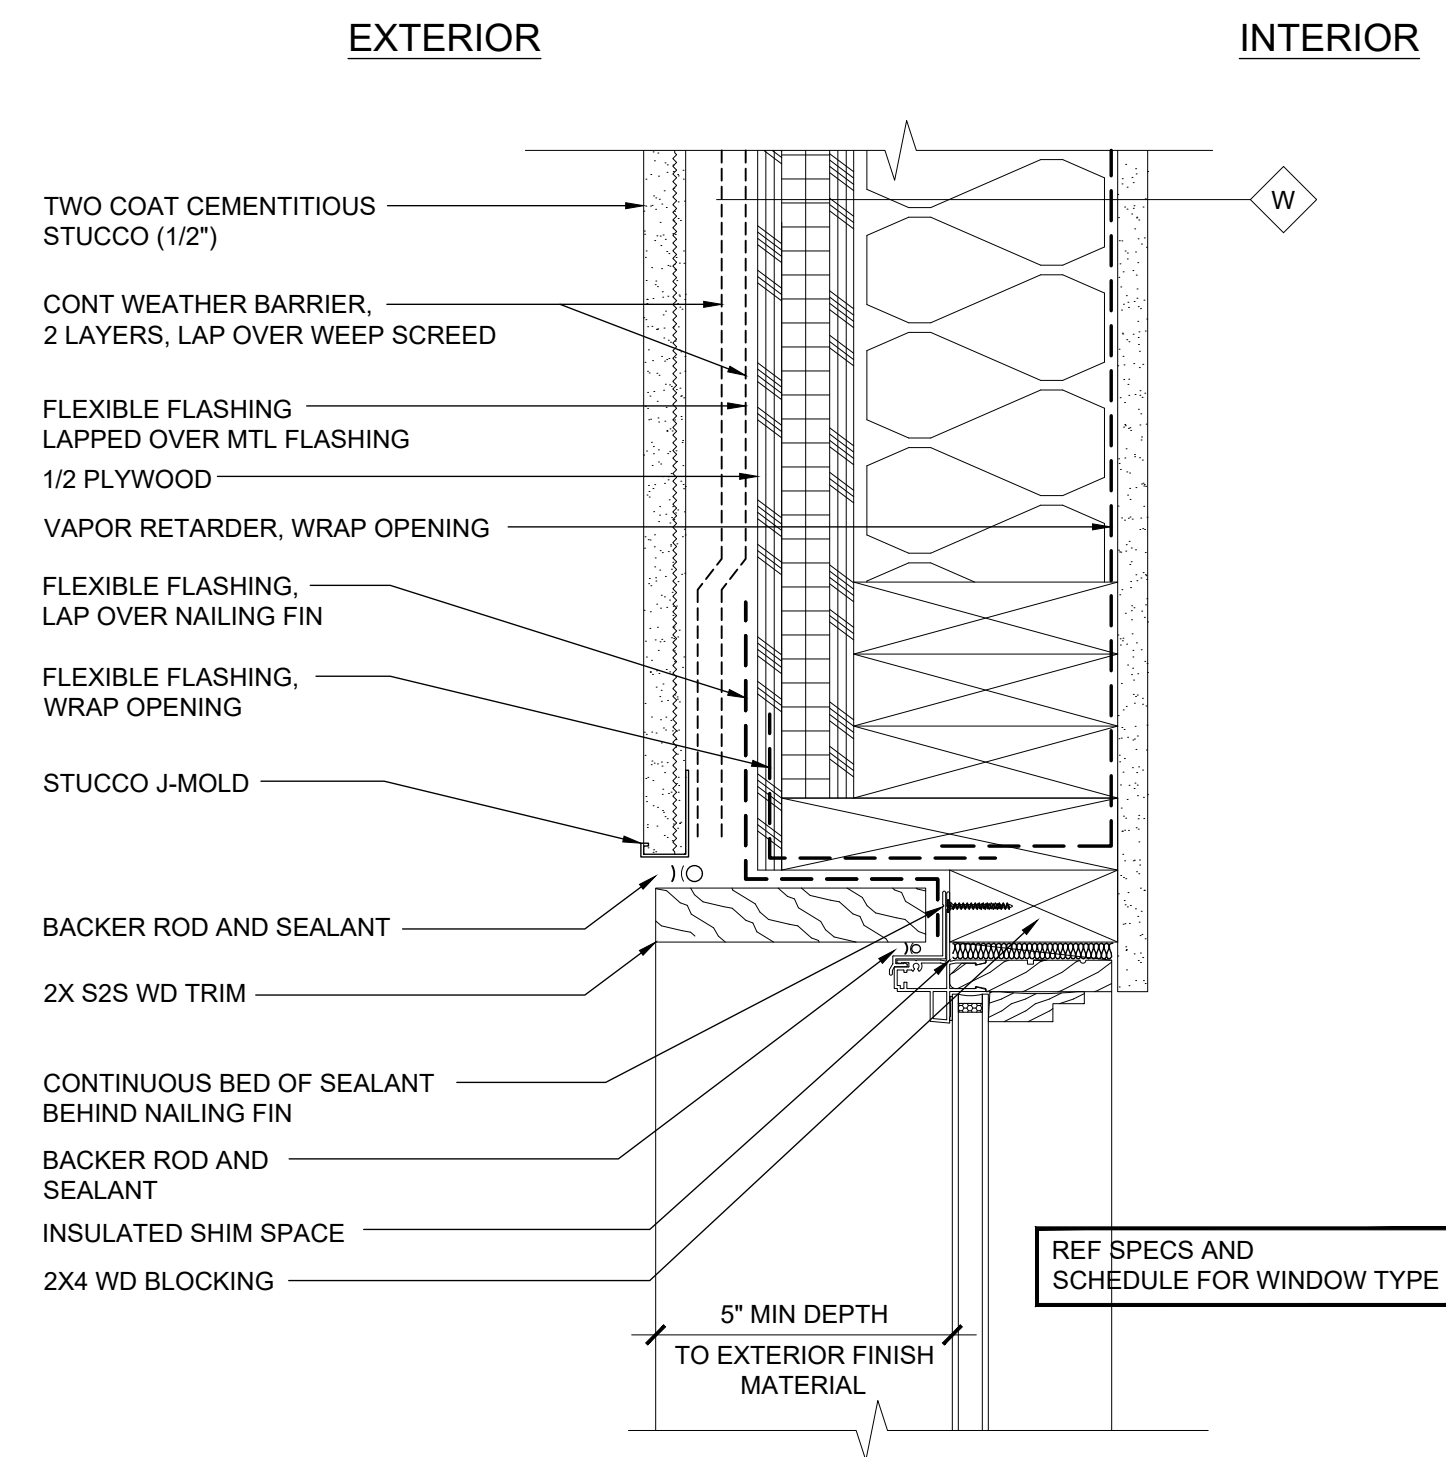 EXTERIOR
INTERIOR
W
TWO COAT CEMENTITIOUS
STUCCO (1/2")
CONT WEATHER BARRIER,
2 LAYERS, LAP OVER WEEP SCREED
FLEXIBLE FLASHING
LAPPED OVER MTL FLASHING
1/2 PLYWOOD
VAPOR RETARDER, WRAP OPENING
FLEXIBLE FLASHING,
LAP OVER NAILING FIN
FLEXIBLE FLASHING,
WRAP OPENING
STUCCO J-MOLD
BACKER ROD AND SEALANT
2X S2S WD TRIM
CONTINUOUS BED OF SEALANT
BEHIND NAILING FIN
BACKER ROD AND
SEALANT
INSULATED SHIM SPACE
2X4 WD BLOCKING
REF SPECS AND
SCHEDULE FOR WINDOW TYPE
5" MIN DEPTH
TO EXTERIOR FINISH
MATERIAL